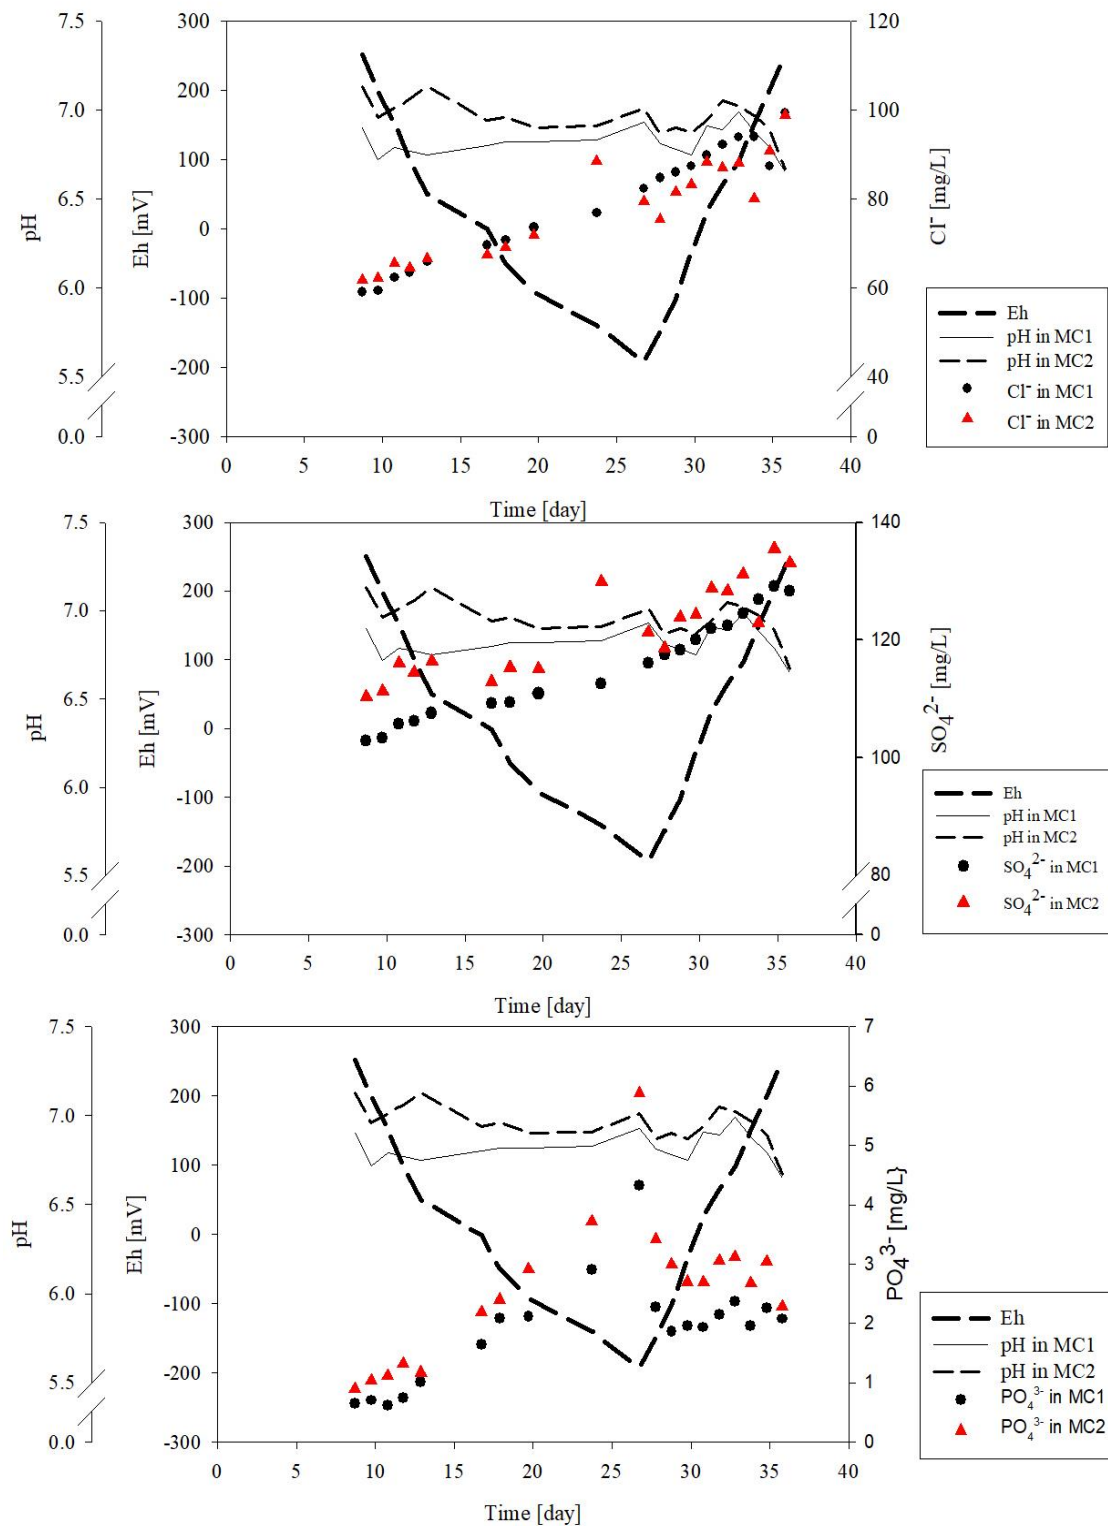 7.5 300 120
7.0 200 100
100
6.5 80
0
pH Eh [mV] Cl⁻ [mg/L]
6.0 -100 60
5.5 -200 40
0.0 -300 0
0 5 10 15 20 25 30 35 40
Time [day]
Eh
pH in MC1
pH in MC2
Cl⁻ in MC1
Cl⁻ in MC2
7.5 300 140
7.0 200 120
100
6.5 0
pH Eh [mV] SO₄²⁻ [mg/L]
6.0 -100 100
5.5 -200 80
0.0 -300 0
0 5 10 15 20 25 30 35 40
Time [day]
Eh
pH in MC1
pH in MC2
SO₄²⁻ in MC1
SO₄²⁻ in MC2
7.5 300 7
7.0 200 6
100 5
6.5 0 4
pH Eh [mV] PO₄³⁻ [mg/L}
6.0 -100 3
2
5.5 -200 1
0.0 -300 0
0 5 10 15 20 25 30 35 40
Time [day]
Eh
pH in MC1
pH in MC2
PO₄³⁻ in MC1
PO₄³⁻ in MC2